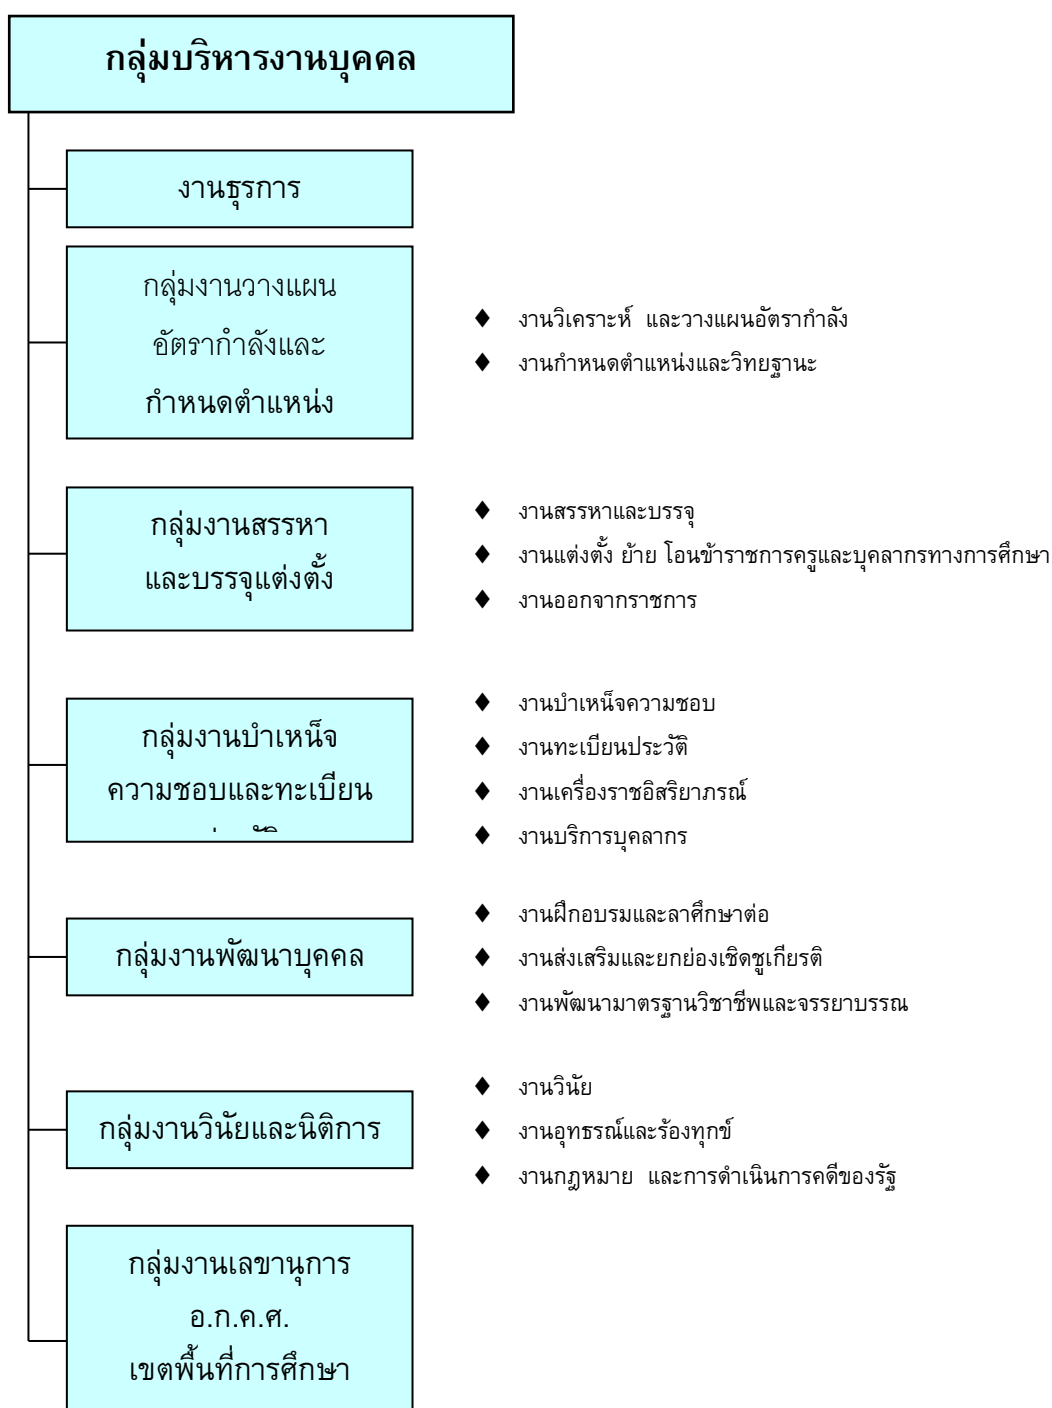 กลุ่มบริหารงานบุคคล
งานธุรการ
กลุ่มงานวางแผน
อัตรากำลังและ
กำหนดตำแหน่ง
◆ งานวิเคราะห์ และวางแผนอัตรากำลัง
◆ งานกำหนดตำแหน่งและวิทยฐานะ
กลุ่มงานสรรหา
และบรรจุแต่งตั้ง
◆ งานสรรหาและบรรจุ
◆ งานแต่งตั้ง ย้าย โอนข้าราชการครูและบุคลากรทางการศึกษา
◆ งานออกจากราชการ
กลุ่มงานบำเหน็จ
ความชอบและทะเบียน
◆ งานบำเหน็จความชอบ
◆ งานทะเบียนประวัติ
◆ งานเครื่องราชอิสริยาภรณ์
◆ งานบริการบุคลากร
กลุ่มงานพัฒนาบุคคล
◆ งานฝึกอบรมและลาศึกษาต่อ
◆ งานส่งเสริมและยกย่องเชิดชูเกียรติ
◆ งานพัฒนามาตรฐานวิชาชีพและจรรยาบรรณ
กลุ่มงานวินัยและนิติการ
◆ งานวินัย
◆ งานอุทธรณ์และร้องทุกข์
◆ งานกฎหมาย และการดำเนินการคดีของรัฐ
กลุ่มงานเลขานุการ
อ.ก.ค.ศ.
เขตพื้นที่การศึกษา